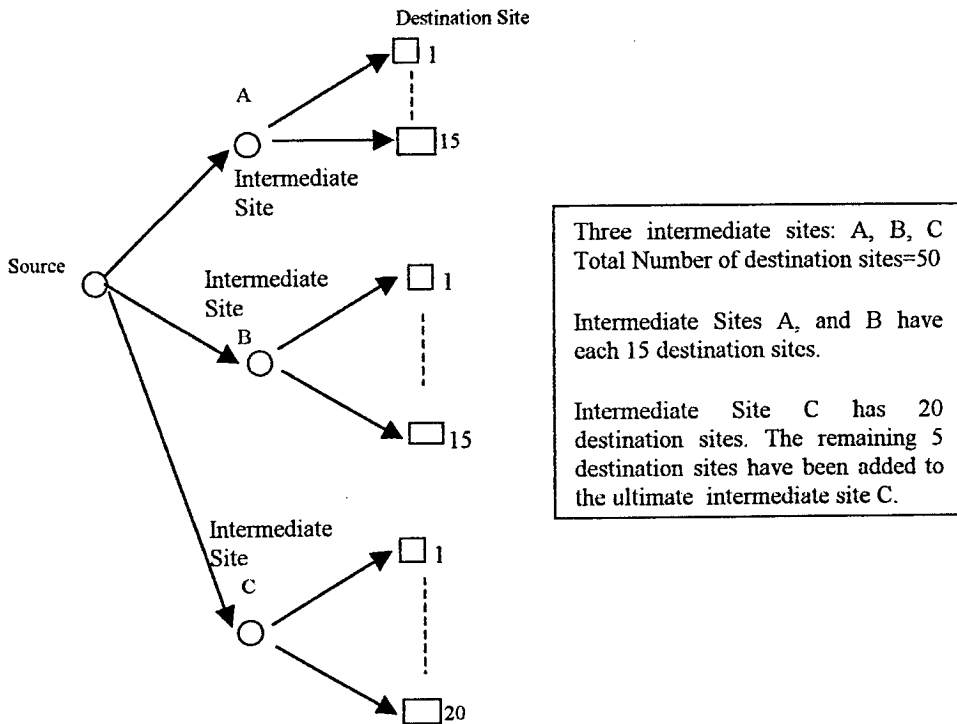 Destination Site
1
A
15
Intermediate
Site
Source
Intermediate
Site
B
1
15
Intermediate
Site
C
1
20
Three intermediate sites: A, B, C
Total Number of destination sites=50
Intermediate Sites A, and B have
each 15 destination sites.
Intermediate Site C has 20
destination sites. The remaining 5
destination sites have been added to
the ultimate intermediate site C.